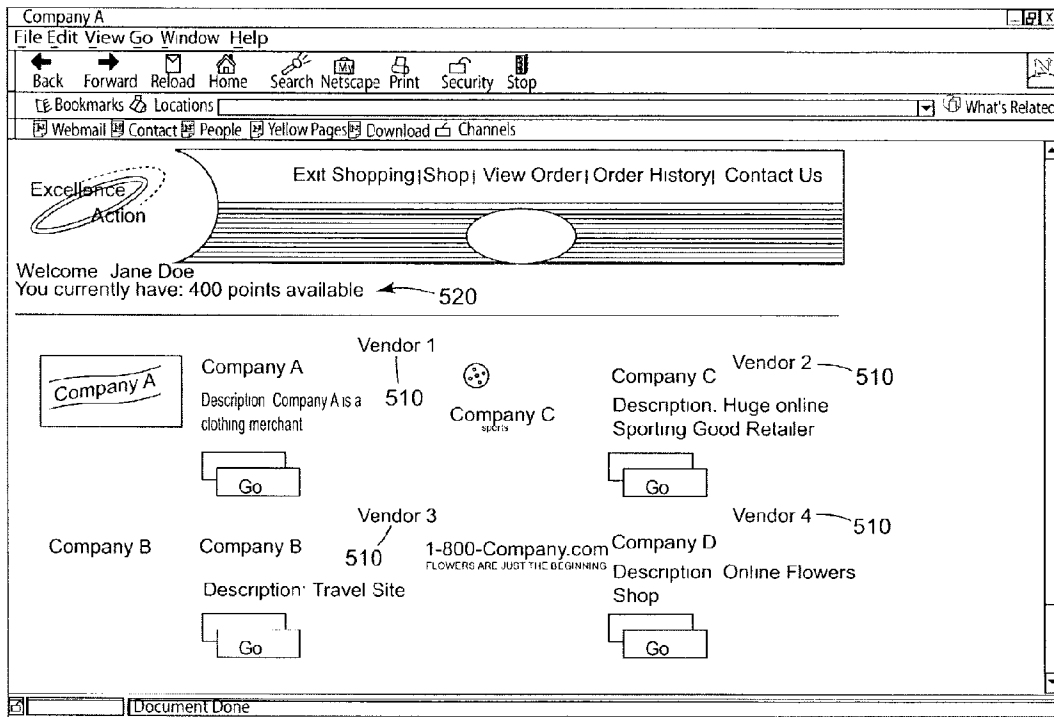 Company A
File Edit View Go Window Help
Back Forward Reload Home Search Netscape Print Security Stop
Bookmarks Locations What's Related
Webmail Contact People Yellow Pages Download Channels
Exit Shopping|Shop| View Order| Order History| Contact Us
Excellence
Action
Welcome Jane Doe
You currently have: 400 points available
520
Vendor 1
510
Company A
Company A
Description Company A is a
clothing merchant
Go
Vendor 2
510
Company C
sports
Company C
Description. Huge online
Sporting Good Retailer
Go
Vendor 3
510
Company B
Company B
Description: Travel Site
Go
Vendor 4
510
1-800-Company.com
FLOWERS ARE JUST THE BEGINNING
Company D
Description Online Flowers
Shop
Go
Document Done